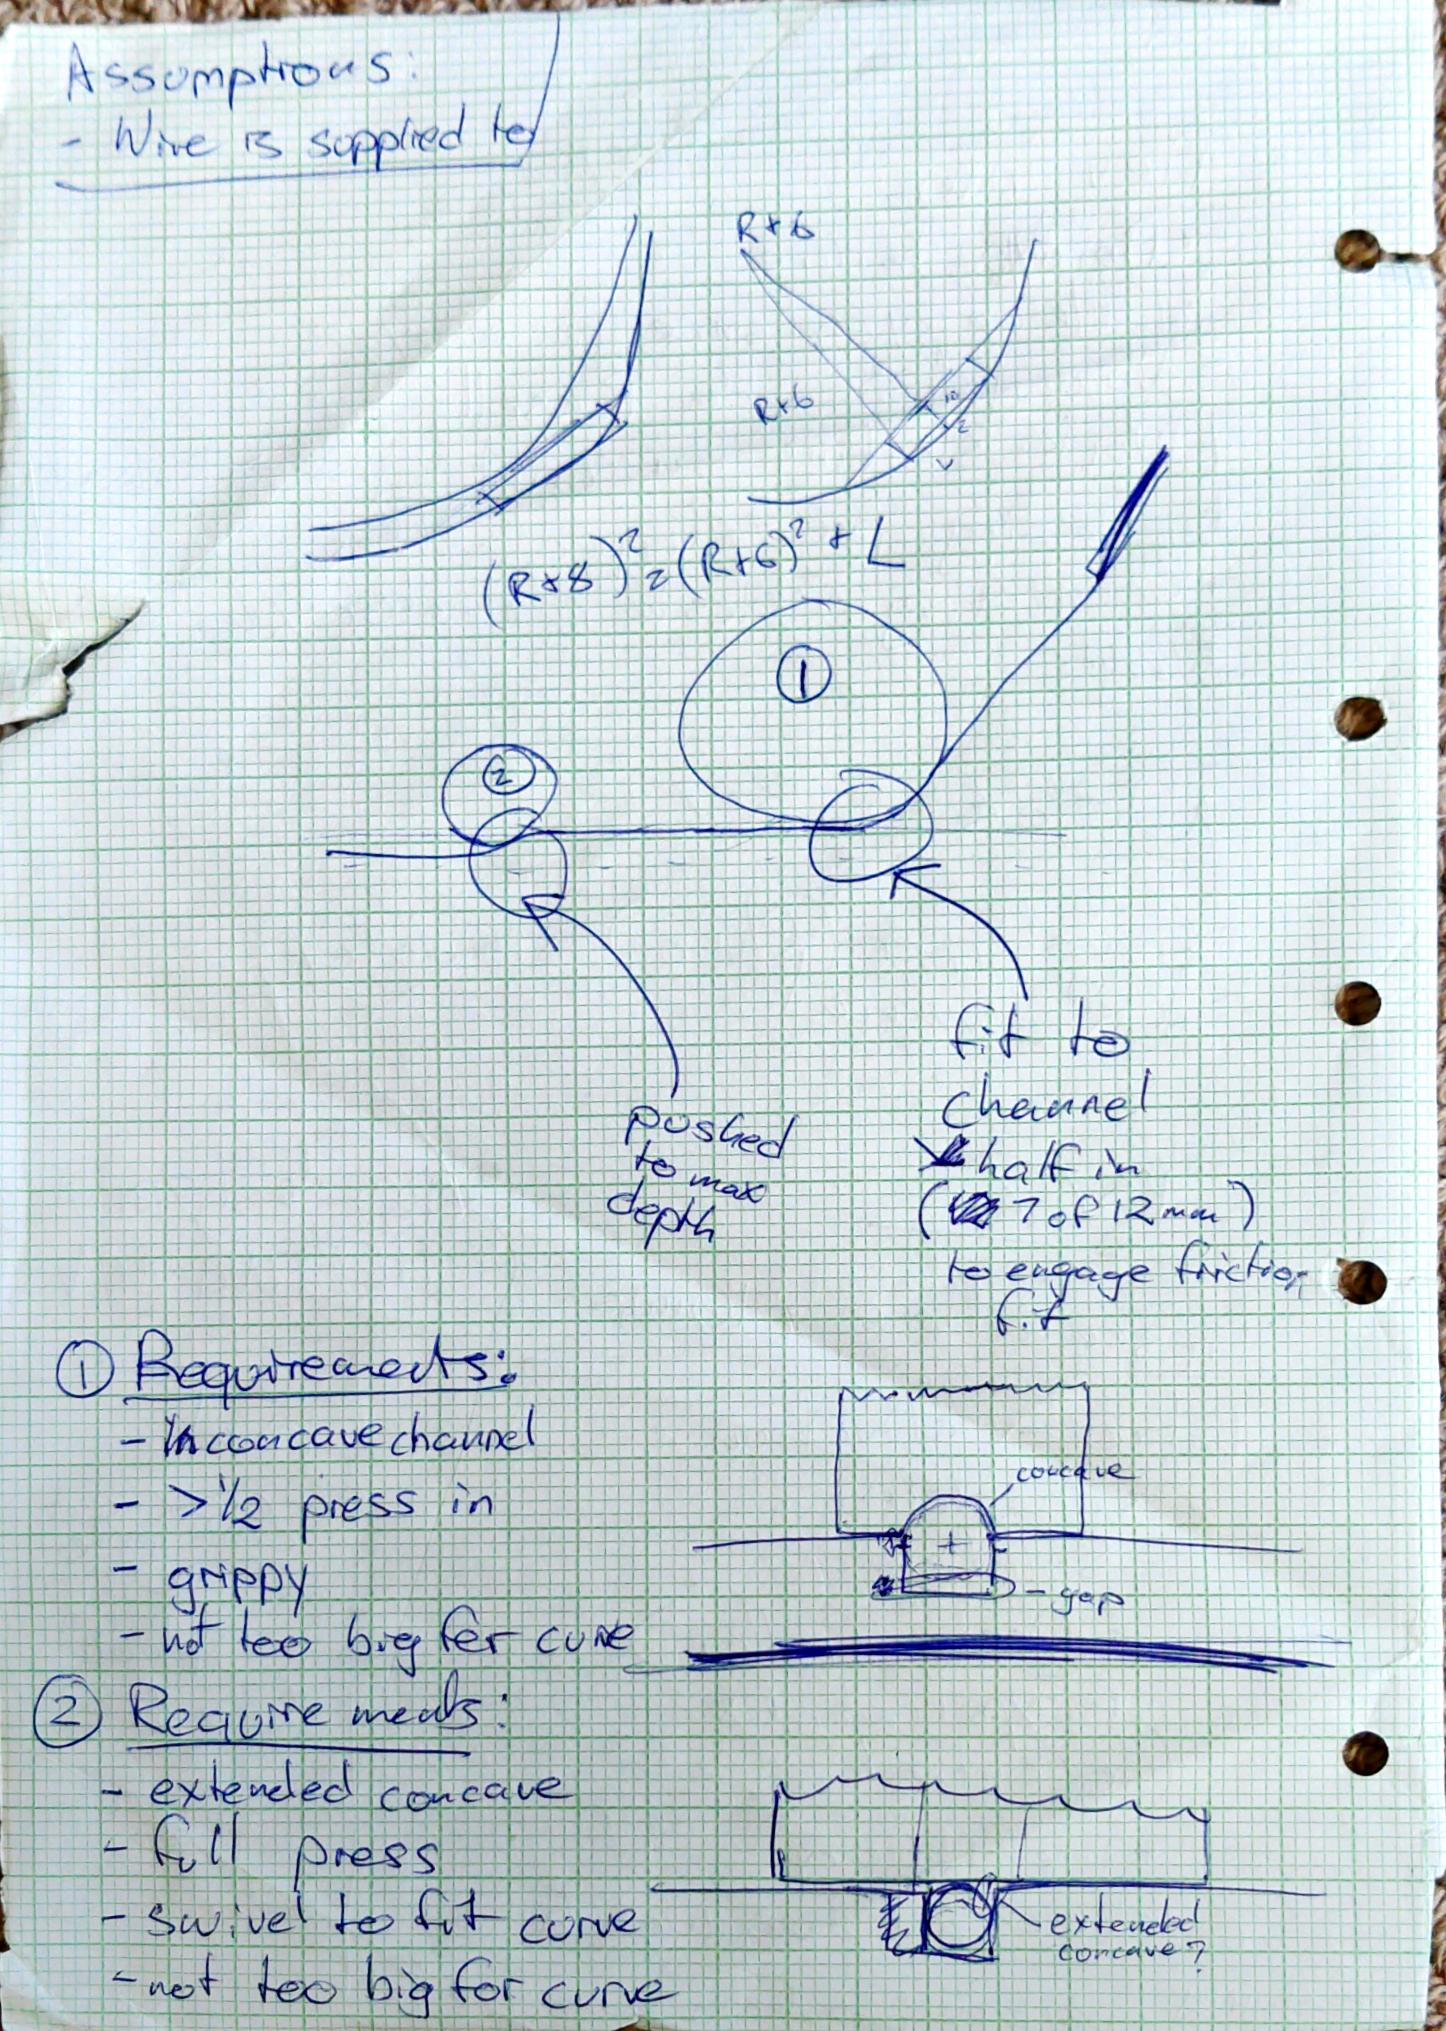 Assumptions:
- Wire is supplied to
R+6
R+6
10
2
(R+8)² = (R+6)² + L
①
②
fit to
channel
half in
( 7 of 12 mm )
to engage friction
fit
pushed
to max
depth
① Requirements:
- concave channel
- > 1/2 press in
- grippy
- not too big for curve
concave
+
- gap
② Requirements:
- extended concave
- full press
- swivel to fit curve
- not too big for curve
extended
concave?